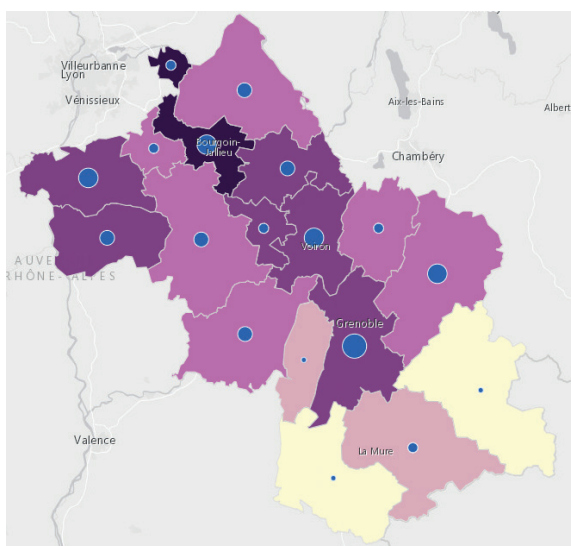 Villeurbanne
Lyon
Vénissieux
Bourgoin-
Jallieu
Aix-les-Bains
Albert
Chambéry
Voiron
AUVE
RHÔNE-ALPES
Grenoble
Valence
La Mure